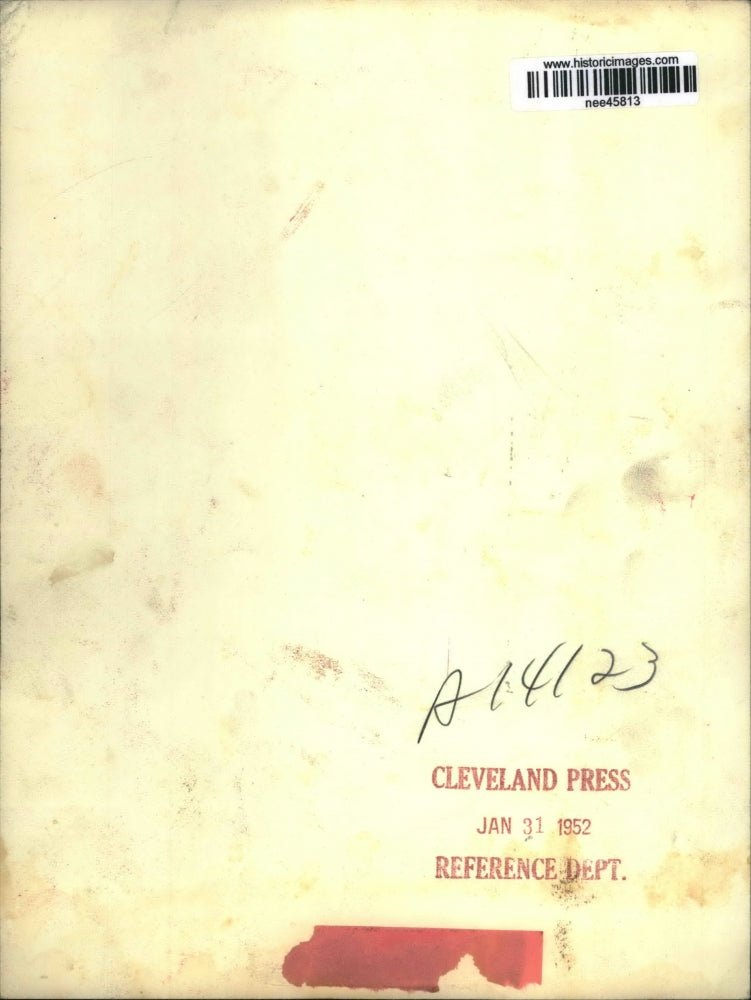 www.historicimages.com
nee45813
A14123
CLEVELAND PRESS
JAN 31 1952
REFERENCE DEPT.